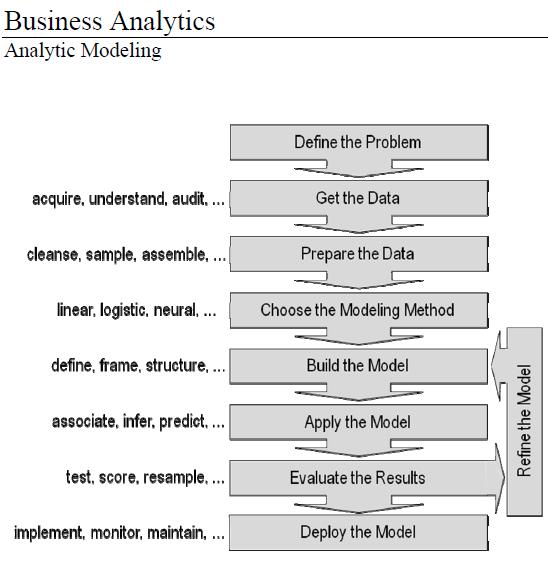 Business Analytics
Analytic Modeling
Define the Problem
acquire, understand, audit, ...
Get the Data
cleanse, sample, assemble, ...
Prepare the Data
linear, logistic, neural, ...
Choose the Modeling Method
define, frame, structure, ...
Build the Model
associate, infer, predict, ...
Apply the Model
test, score, resample, ...
Evaluate the Results
implement, monitor, maintain, ...
Deploy the Model
Refine the Model